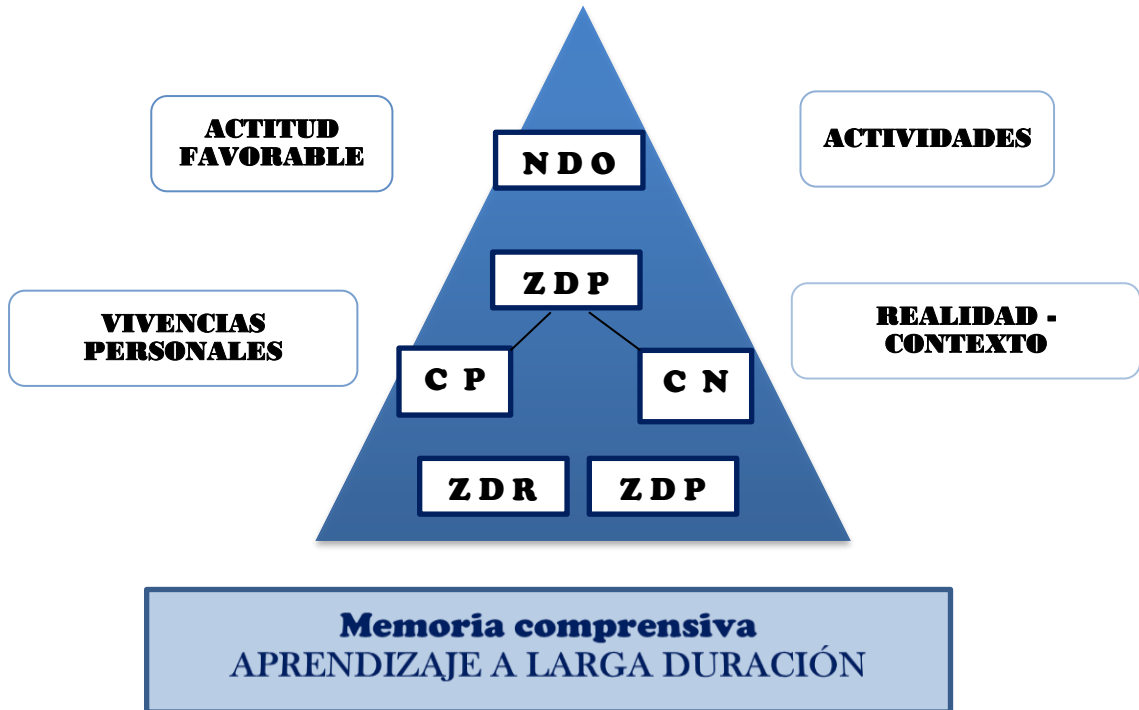 ACTITUD
FAVORABLE
ACTIVIDADES
N D O
Z D P
VIVENCIAS
PERSONALES
REALIDAD -
CONTEXTO
C P
C N
Z D R
Z D P
Memoria comprensiva
APRENDIZAJE A LARGA DURACIÓN